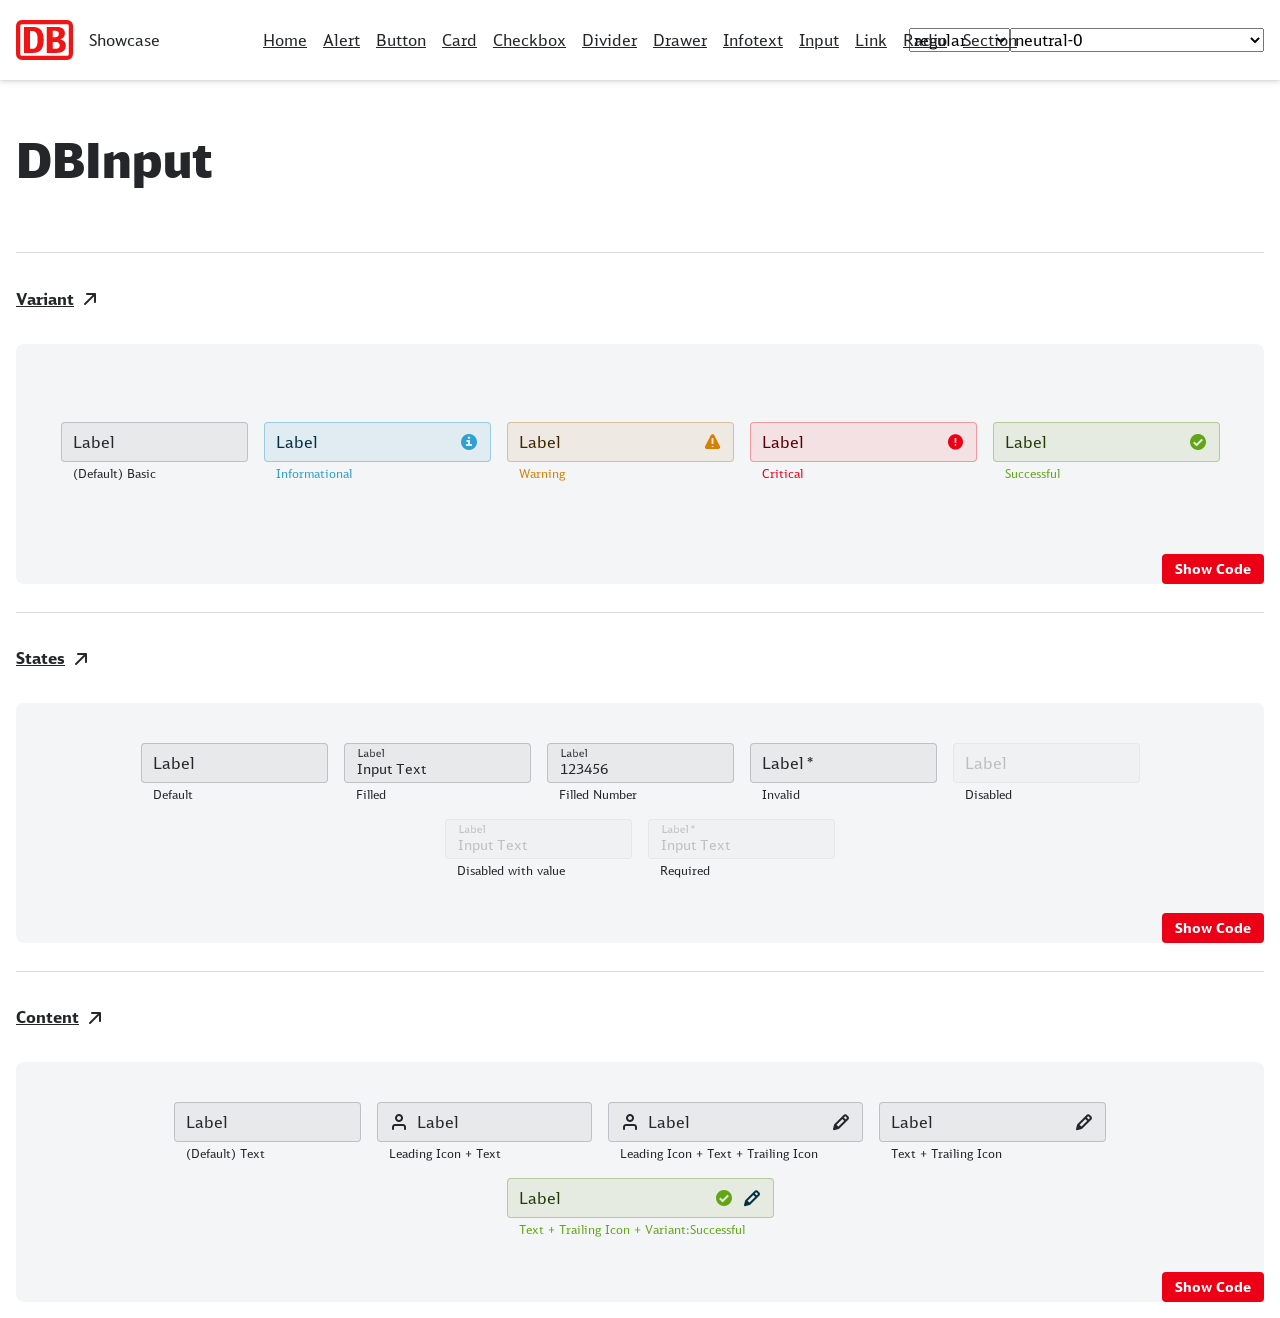 DB Showcase Home Alert Button Card Checkbox Divider Drawer Infotext Input Link Radio Section regular neutral-0
DBInput
Variant
Label Label Label Label Label
(Default) Basic Informational Warning Critical Successful
Show Code
States
Label Label Input Text Label 123456 Label * Label
Default Filled Filled Number Invalid Disabled
Label Input Text Label * Input Text
Disabled with value Required
Show Code
Content
Label Label Label Label
(Default) Text Leading Icon + Text Leading Icon + Text + Trailing Icon Text + Trailing Icon
Label
Text + Trailing Icon + Variant:Successful
Show Code